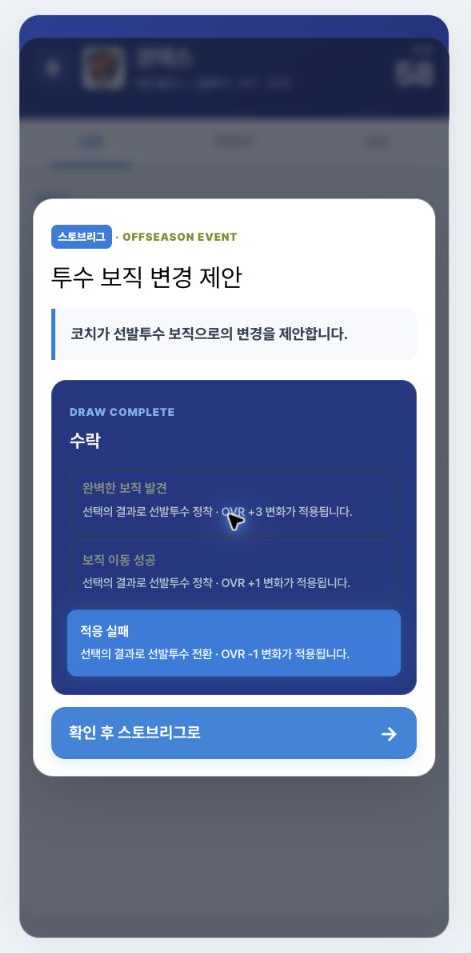 58
스토브리그 · OFFSEASON EVENT
투수 보직 변경 제안
코치가 선발투수 보직으로의 변경을 제안합니다.
DRAW COMPLETE
수락
완벽한 보직 발견
선택의 결과로 선발투수 정착 · OVR +3 변화가 적용됩니다.
보직 이동 성공
선택의 결과로 선발투수 정착 · OVR +1 변화가 적용됩니다.
적응 실패
선택의 결과로 선발투수 전환 · OVR -1 변화가 적용됩니다.
확인 후 스토브리그로 →